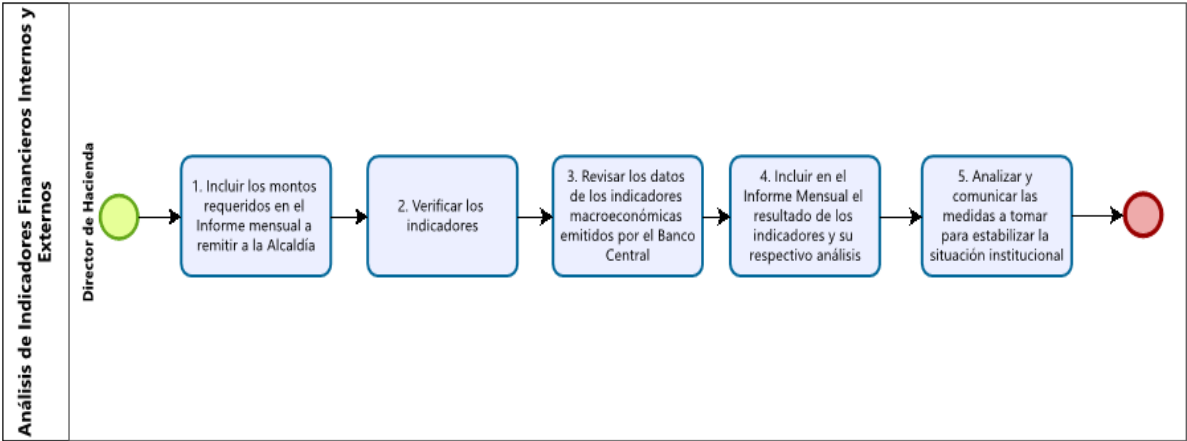 Análisis de Indicadores Financieros Internos y
Externos
Director de Hacienda
1. Incluir los montos
requeridos en el
Informe mensual a
remitir a la Alcaldía
2. Verificar los
indicadores
3. Revisar los datos
de los indicadores
macroeconómicas
emitidos por el Banco
Central
4. Incluir en el
Informe Mensual el
resultado de los
indicadores y su
respectivo análisis
5. Analizar y
comunicar las
medidas a tomar
para estabilizar la
situación institucional